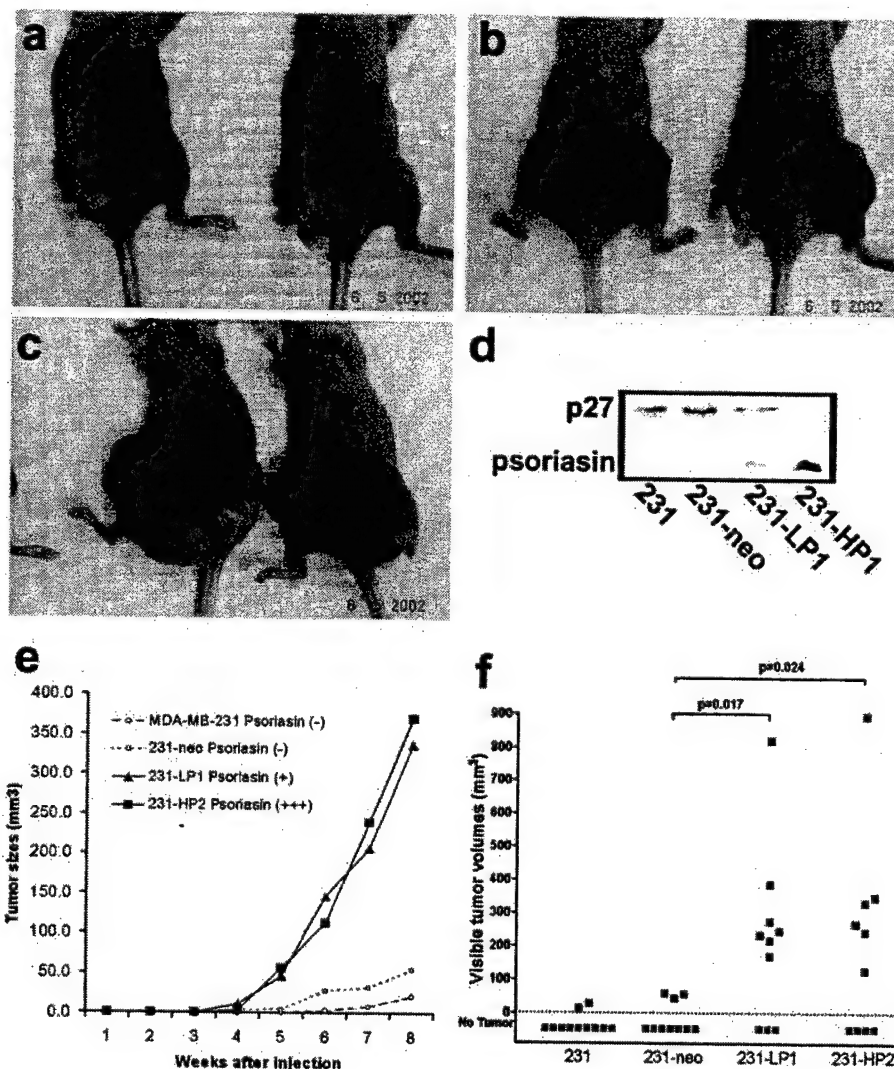 a
b
6 5 2002
6 5 2002
c
d
p27
psoriasin
231
231-neo
231-LP1
231-HP1
6 2002
e
400.0
350.0
300.0
250.0
200.0
150.0
100.0
50.0
0.0
Tumor sizes (mm3)
MDA-MB-231 Psoriasin (-)
231-neo Psoriasin (-)
231-LP1 Psoriasin (+)
231-HP2 Psoriasin (+++)
1 2 3 4 5 6 7 8
Weeks after injection
f
p=0.024
p=0.017
900
800
700
600
500
400
300
200
100
0
No Tumor
Visible tumor volumes (mm³)
231 231-neo 231-LP1 231-HP2